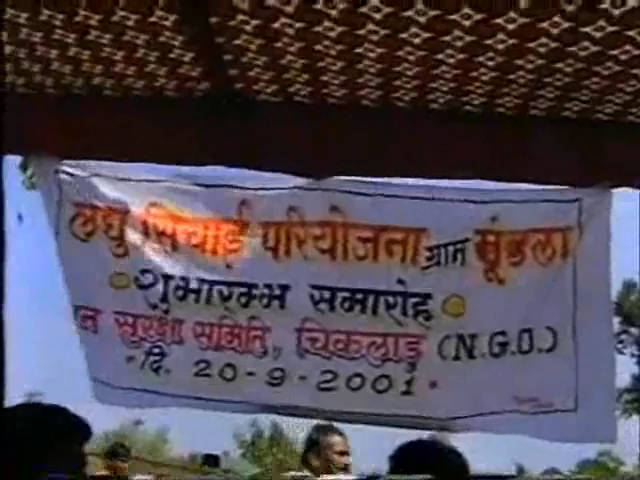 लघु सिंचाई परियोजना ग्राम मूंडला
शुभारम्भ समारोह
सुरक्षा समिति, चिकलाड़ (N.G.O.)
दि. 20-9-2001